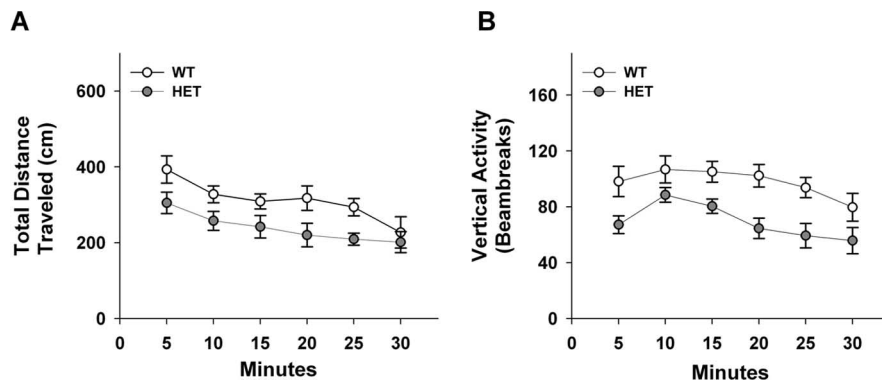 A
Total Distance
Traveled (cm)
600
400
200
0
WT
HET
0 5 10 15 20 25 30
Minutes
B
Vertical Activity
(Beambreaks)
160
120
80
40
0
WT
HET
0 5 10 15 20 25 30
Minutes